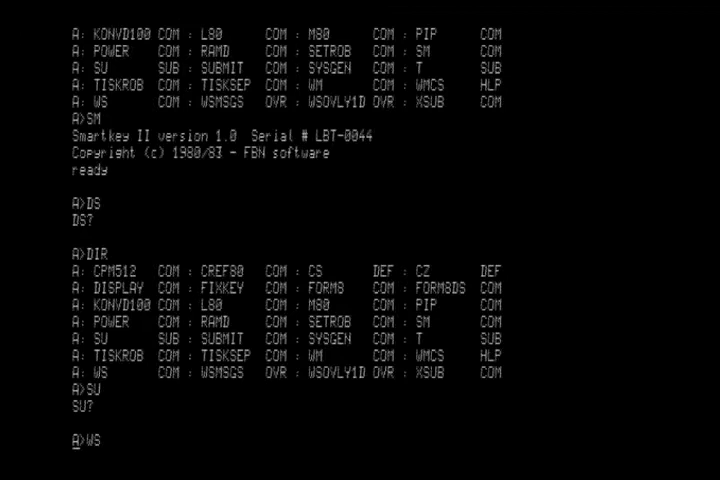 A: KONVD100 COM : L80      COM : M80      COM : PIP      COM
A: POWER    COM : RAMD     COM : SETROB   COM : SM       COM
A: SU       SUB : SUBMIT   COM : SYSGEN   COM : T        SUB
A: TISKROB  COM : TISKSEP  COM : WM       COM : WMCS     HLP
A: WS       COM : WSMSGS   OVR : WSOVLY1D OVR : XSUB     COM
A>SM
Smartkey II version 1.0  Serial # LBT-0044
Copyright (c) 1980/83 - FBN software
ready
A>DS
DS?
A>DIR
A: CPM512   COM : CREF80   COM : CS       DEF : CZ       DEF
A: DISPLAY  COM : FIXKEY   COM : FORM8    COM : FORM8DS  COM
A: KONVD100 COM : L80      COM : M80      COM : PIP      COM
A: POWER    COM : RAMD     COM : SETROB   COM : SM       COM
A: SU       SUB : SUBMIT   COM : SYSGEN   COM : T        SUB
A: TISKROB  COM : TISKSEP  COM : WM       COM : WMCS     HLP
A: WS       COM : WSMSGS   OVR : WSOVLY1D OVR : XSUB     COM
A>SU
SU?
A>WS